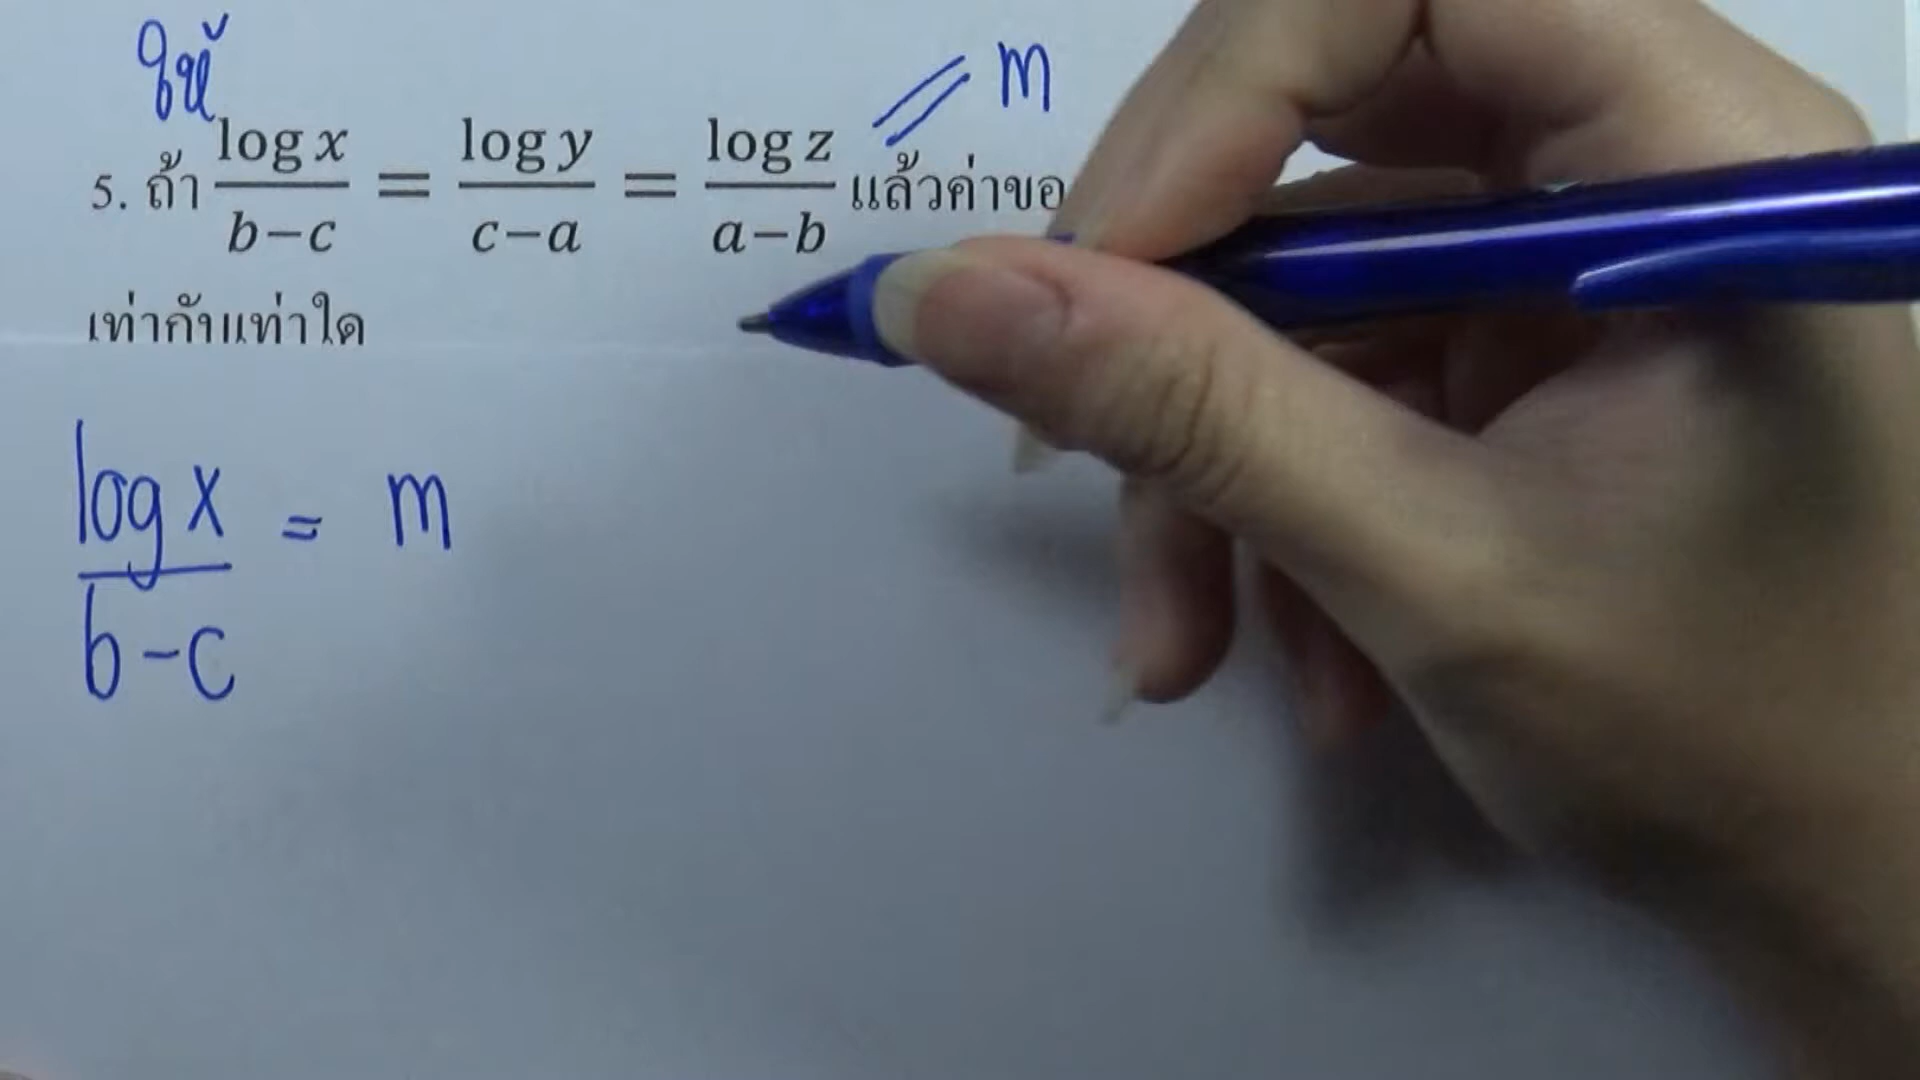 ให้ // m
5. ถ้า log x / b−c = log y / c−a = log z / a−b แล้วค่าขอ
เท่ากับเท่าใด
log x / b−c = m